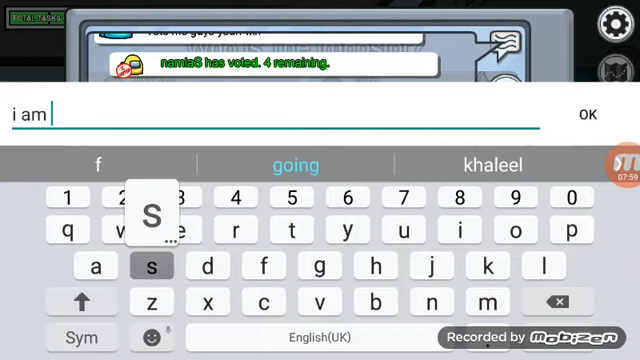 TOTAL TASKS
namiaS has voted. 4 remaining.
i am
OK
f going khaleel
07:59
1 2 3 4 5 6 7 8 9 0
S
q w e r t y u i o p
a s d f g h j k l
z x c v b n m
Sym English(UK)
Recorded by mobizen